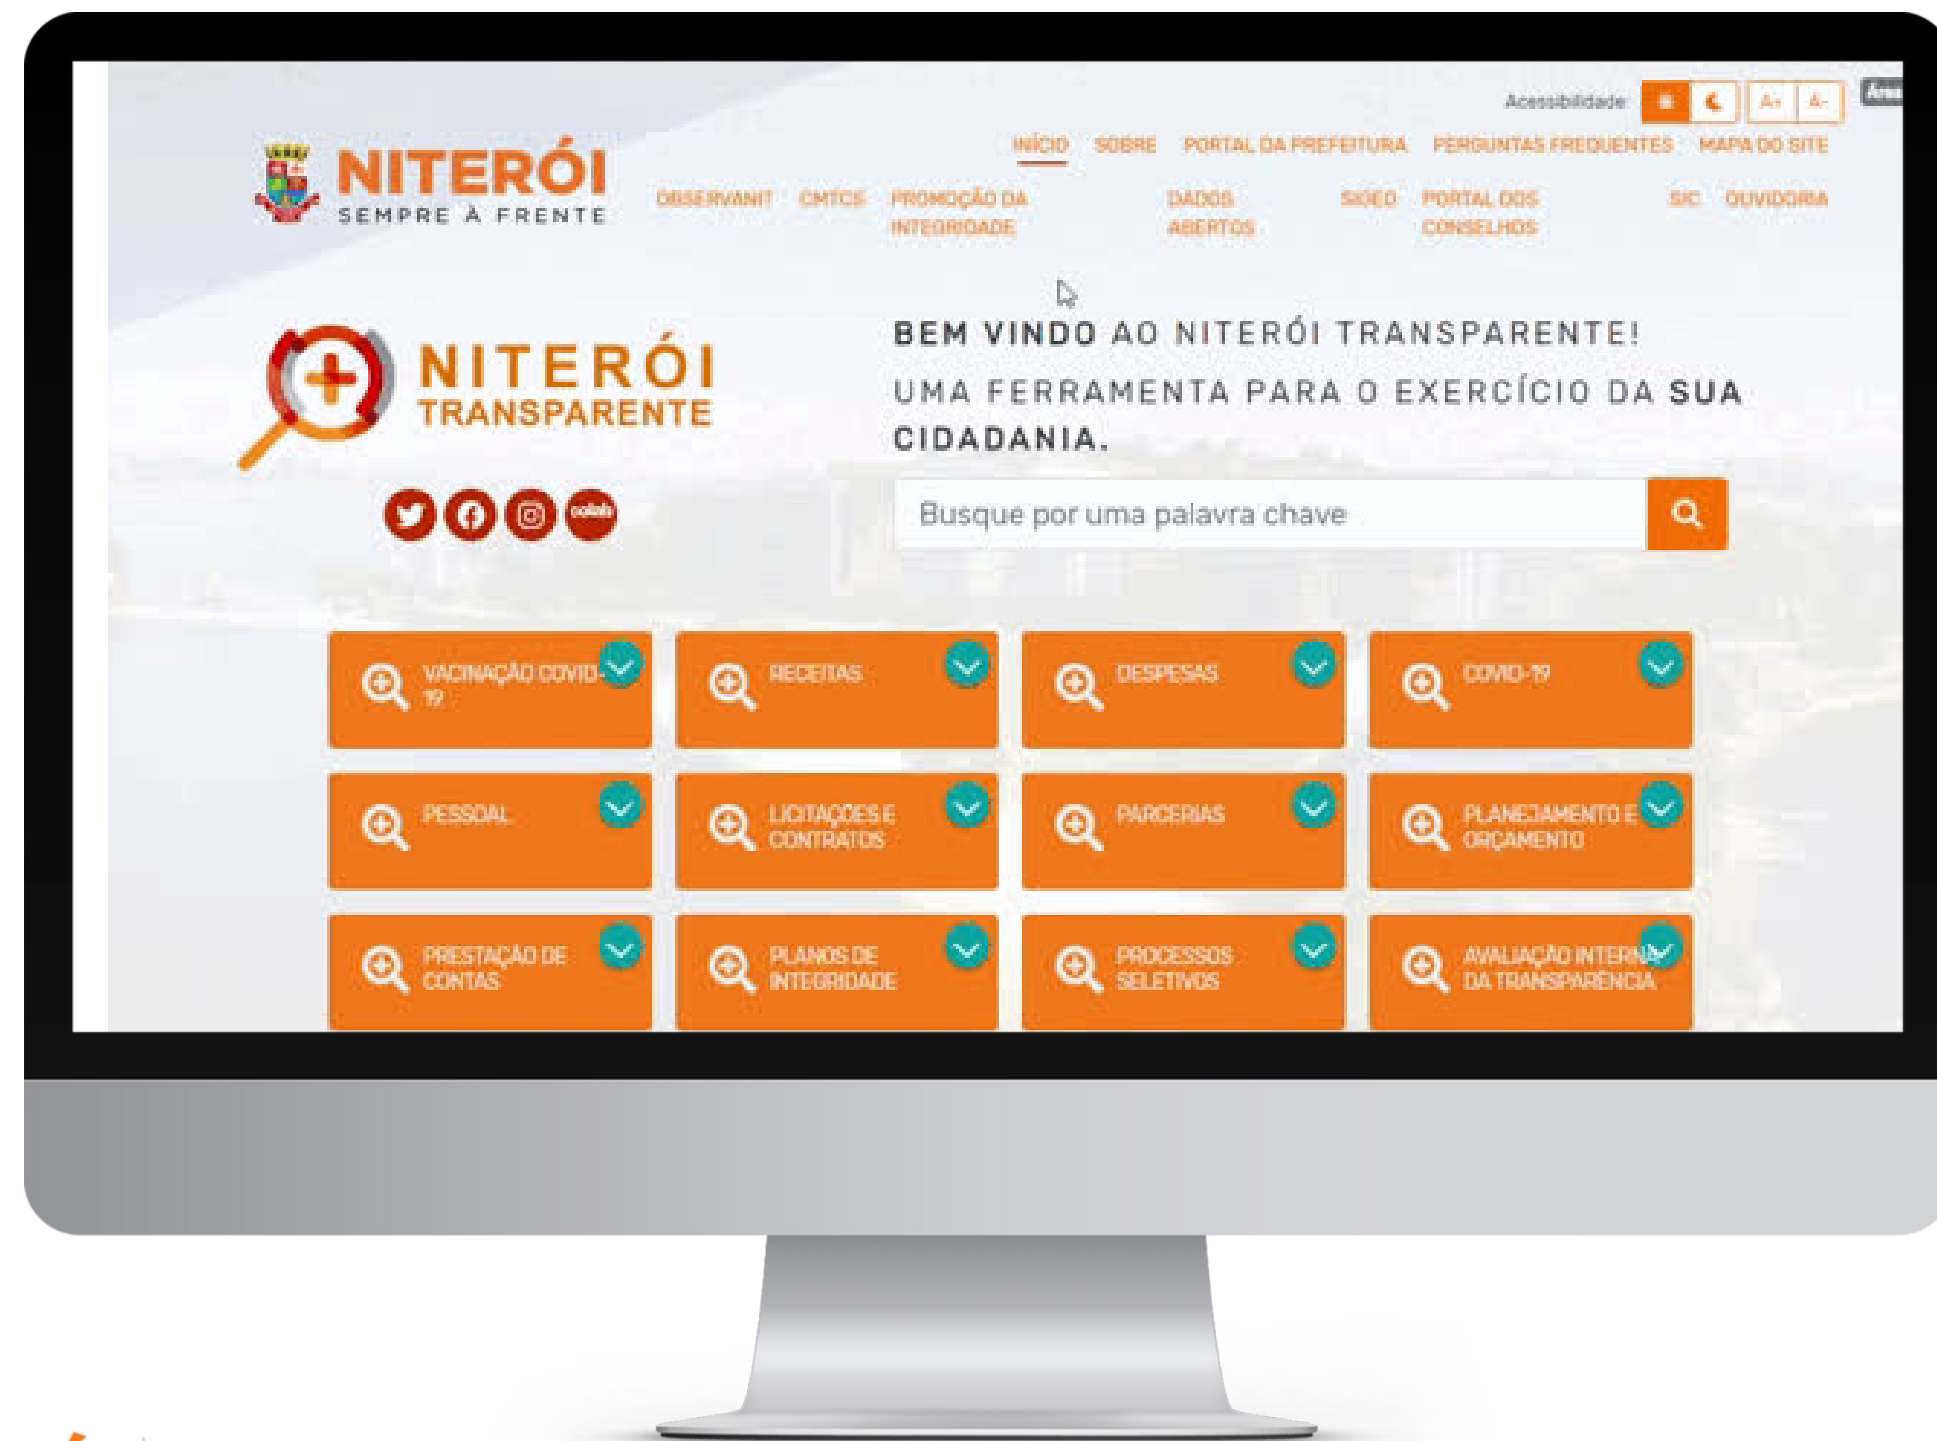 Acessibilidade
A+ A-
Área
INÍCIO SOBRE PORTAL DA PREFEITURA PERGUNTAS FREQUENTES MAPA DO SITE
NITERÓI
SEMPRE À FRENTE
OBSERVANIT CMTCS PROMOÇÃO DA DADOS SIGEO PORTAL DOS SIC OUVIDORIA
INTEGRIDADE ABERTOS CONSELHOS
NITERÓI
TRANSPARENTE
BEM VINDO AO NITERÓI TRANSPARENTE!
UMA FERRAMENTA PARA O EXERCÍCIO DA SUA
CIDADANIA.
colab
Busque por uma palavra chave
VACINAÇÃO COVID-
19
RECEITAS
DESPESAS
COVID-19
PESSOAL
LICITAÇÕES E
CONTRATOS
PARCERIAS
PLANEJAMENTO E
ORÇAMENTO
PRESTAÇÃO DE
CONTAS
PLANOS DE
INTEGRIDADE
PROCESSOS
SELETIVOS
AVALIAÇÃO INTERNA
DA TRANSPARÊNCIA